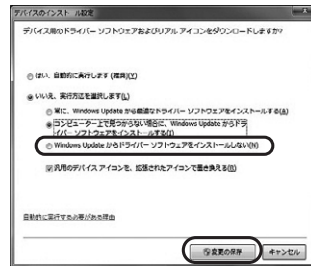 デバイスのインストール設定
デバイス用のドライバー ソフトウェアおよびリアル アイコンをダウンロードしますか?
はい、自動的に実行します (推奨)(Y)
いいえ、実行方法を選択します(L)
常に、Windows Update から最適なドライバー ソフトウェアをインストールする(A)
コンピューター上で見つからない場合に、Windows Update からドラ
イバー ソフトウェアをインストールする(I)
Windows Update からドライバー ソフトウェアをインストールしない(N)
汎用のデバイス アイコンを、拡張されたアイコンで置き換える(R)
自動的に実行する必要がある理由
変更の保存 キャンセル